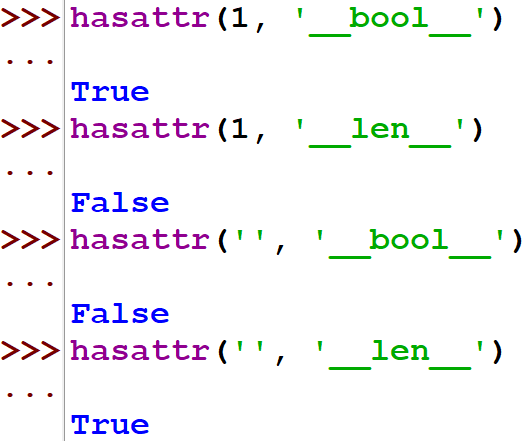 >>> hasattr(1, '__bool__')
...
True
>>> hasattr(1, '__len__')
...
False
>>> hasattr('', '__bool__')
...
False
>>> hasattr('', '__len__')
...
True